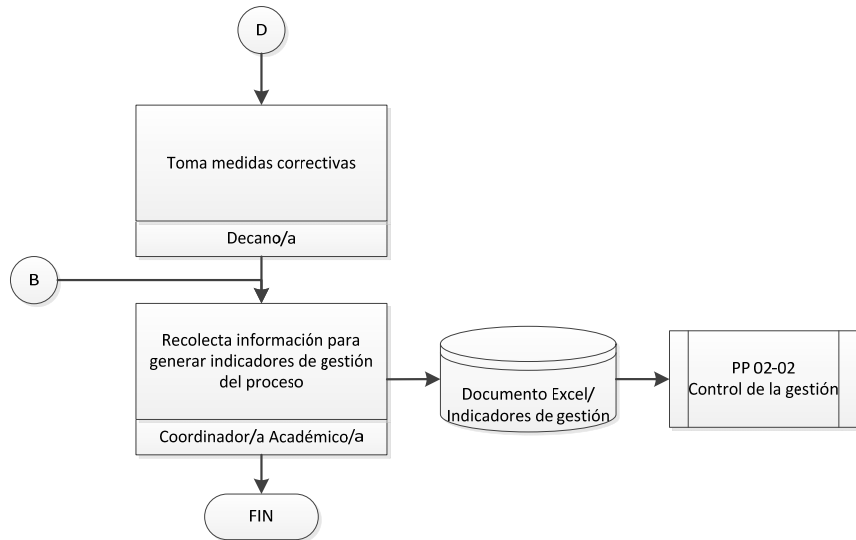 D
Toma medidas correctivas
Decano/a
B
Recolecta información para
generar indicadores de gestión
del proceso
Coordinador/a Académico/a
Documento Excel/
Indicadores de gestión
PP 02-02
Control de la gestión
FIN